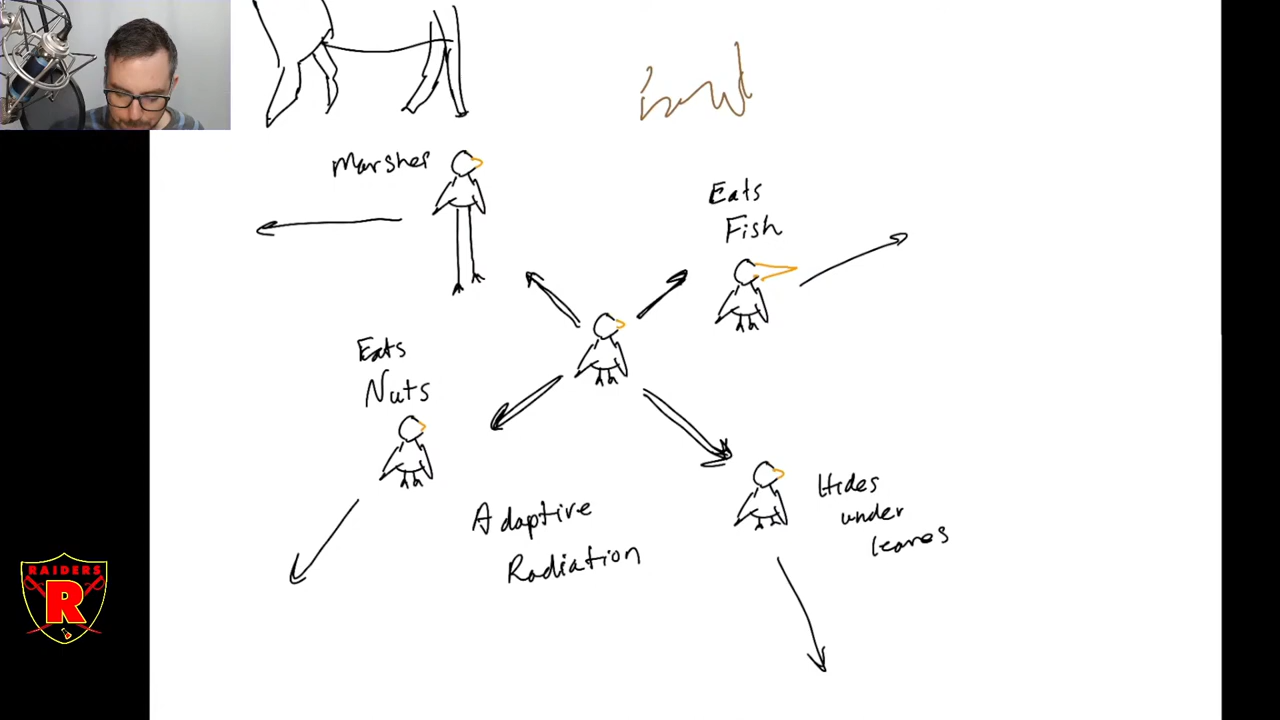 Marshes
Eats
Fish
Eats
Nuts
Hides
under
leaves
Adaptive
Radiation
RAIDERS
R